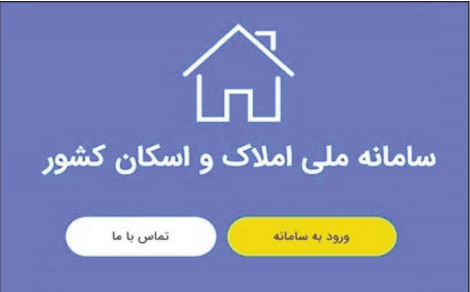 سامانه ملی املاک و اسکان کشور
ورود به سامانه
تماس با ما